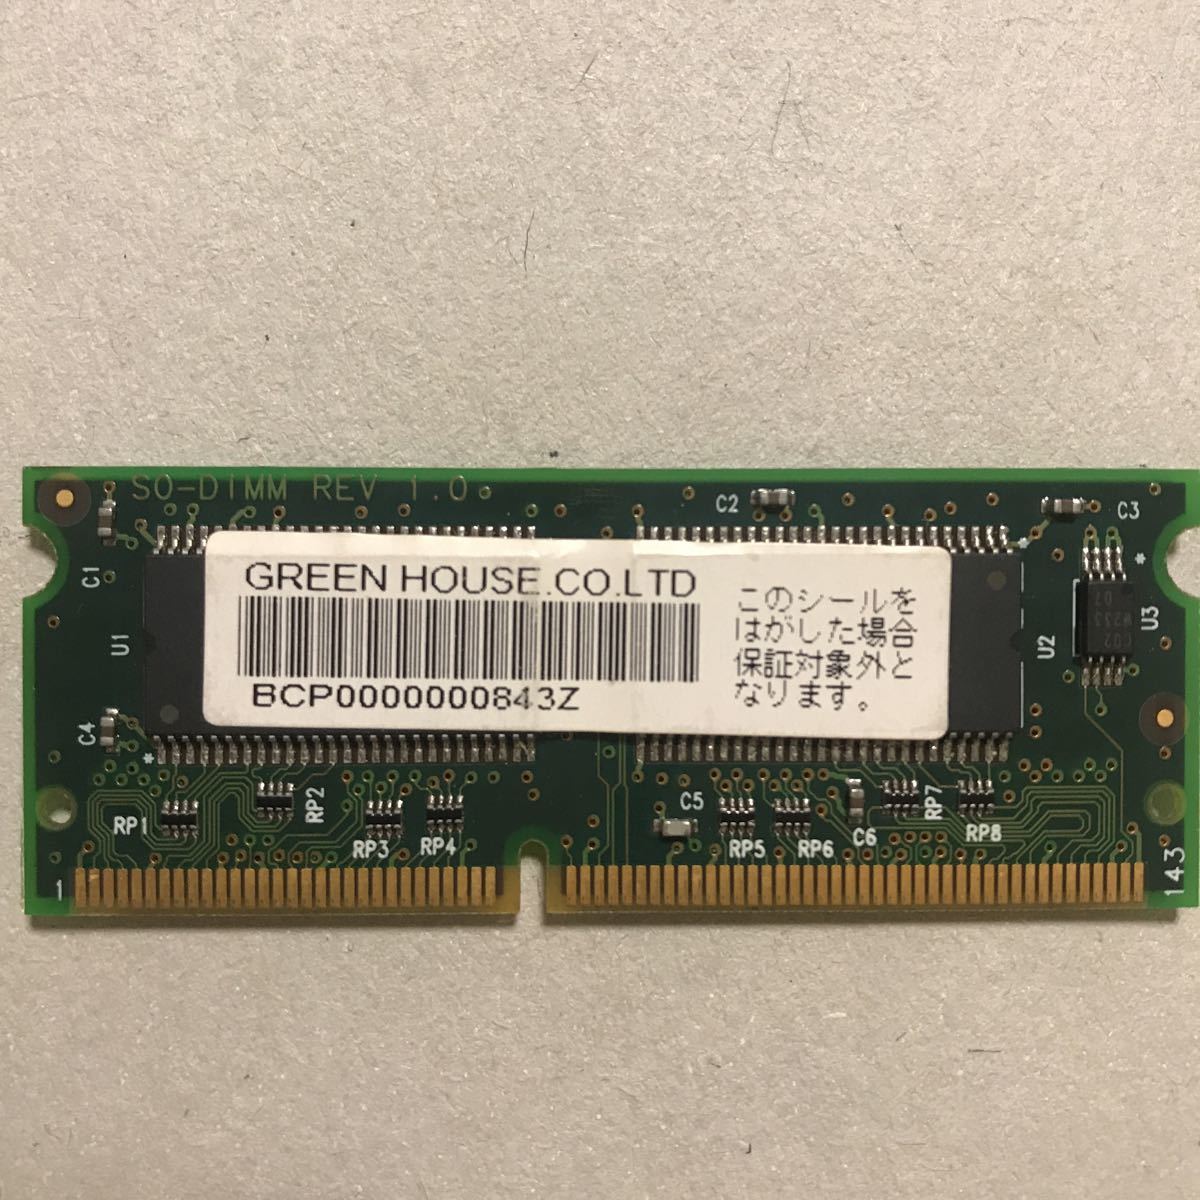 SO-DIMM REV 1.0
C2
C3
C1
U1
GREEN HOUSE.CO.LTD
BCP0000000843Z
このシールを
はがした場合
保証対象外と
なります。
U2
U3
C4
RP1
RP2
RP3
RP4
C5
RP5
RP6
C6
RP7
RP8
1
143